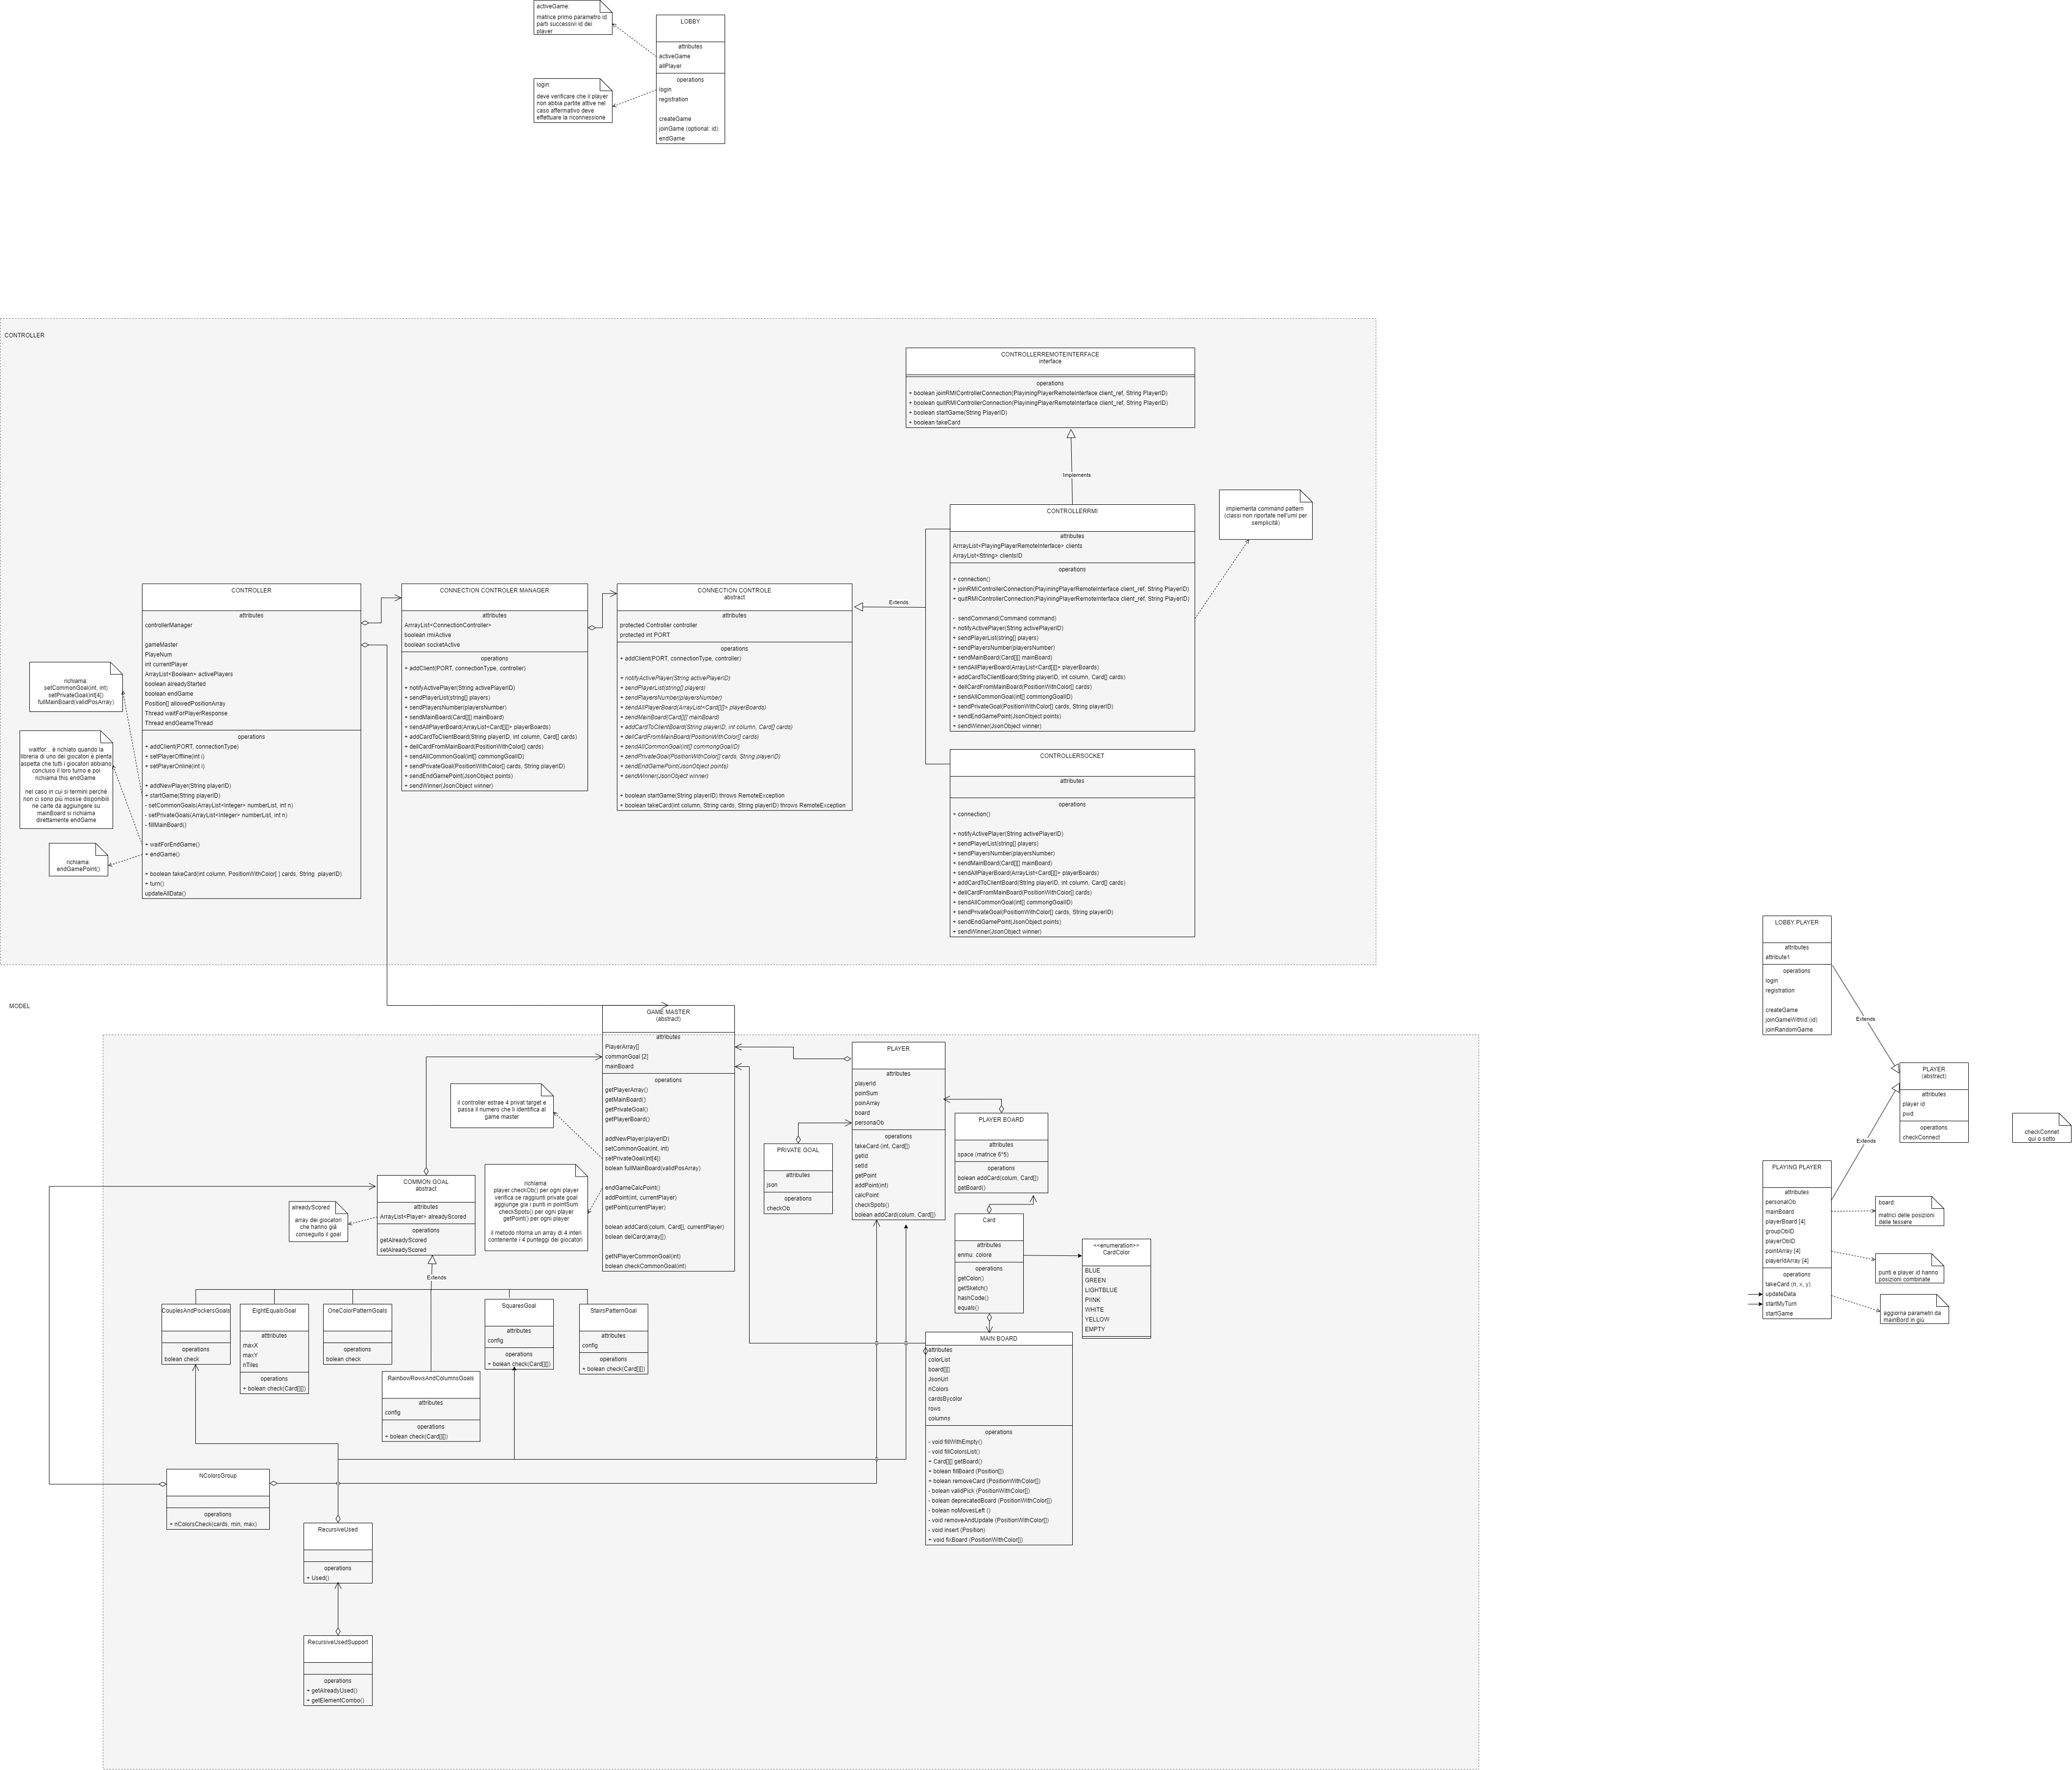 activeGame:
matrice primo parametro id
parti successivi id dei
player
LOBBY
attributes
activeGame
allPlayer
operations
login
registration
createGame
joinGame (optional: id)
endGame
login:
deve verificare che il player
non abbia partite attive nel
caso affermativo deve
effettuare la riconnessione
CONTROLLER
CONTROLLERREMOTEINTERFACE
interface
operations
+ boolean joinRMIControllerConnection(PlayiningPlayerRemoteInterface client_ref, String PlayerID)
+ boolean quitRMIControllerConnection(PlayiningPlayerRemoteInterface client_ref, String PlayerID)
+ boolean startGame(String PlayerID)
+ boolean takeCard
Implements
implementa command pattern
(classi non riportate nell'uml per
semplicità)
CONTROLLERRMI
attributes
ArrrayList<PlayingPlayerRemoteInterface> clients
ArrayList<String> clientsID
operations
+ connection()
+ joinRMIControllerConnection(PlayiningPlayerRemoteInterface client_ref, String PlayerID)
+ quitRMIControllerConnection(PlayiningPlayerRemoteInterface client_ref, String PlayerID)
- sendCommand(Command command)
+ notifyActivePlayer(String activePlayerID)
+ sendPlayerList(string[] players)
+ sendPlayersNumber(playersNumber)
+ sendMainBoard(Card[][] mainBoard)
+ sendAllPlayerBoard(ArrayList<Card[][]> playerBoards)
+ addCardToClientBoard(String playerID, int column, Card[] cards)
+ dellCardFromMainBoard(PositionWithColor[] cards)
+ sendAllCommonGoal(int[] commongGoalID)
+ sendPrivateGoal(PositionWithColor[] cards, String playerID)
+ sendEndGamePoint(JsonObject points)
+ sendWinner(JsonObject winner)
Extends
CONTROLLER
attributes
controllerManager
gameMaster
PlayeNum
int currentPlayer
ArrayList<Boolean> activePlayers
boolean alreadyStarted
boolean endGame
Position[] allowedPositionArray
Thread waitForPlayerResponse
Thread endGeameThread
operations
+ addClient(PORT, connectionType)
+ setPlayerOffline(int i)
+ setPlayerOnline(int i)
+ addNewPlayer(String playerID)
+ startGame(String playerID)
- setCommonGoals(ArrayList<Integer> numberList, int n)
- setPrivateGoals(ArrayList<Integer> numberList, int n)
- fillMainBoard()
+ waitForEndGame()
+ endGame()
+ boolean takeCard(int column, PositionWithColor[ ] cards, String  playerID)
+ turn()
updateAllData()
CONNECTION CONTROLER MANAGER
attributes
ArrayList<ConnectionController>
boolean rmiActive
boolean socketActive
operations
+ addClient(PORT, connectionType, controller)
+ notifyActivePlayer(String activePlayerID)
+ sendPlayerList(string[] players)
+ sendPlayersNumber(playersNumber)
+ sendMainBoard(Card[][] mainBoard)
+ sendAllPlayerBoard(ArrayList<Card[][]> playerBoards)
+ addCardToClientBoard(String playerID, int column, Card[] cards)
+ dellCardFromMainBoard(PositionWithColor[] cards)
+ sendAllCommonGoal(int[] commongGoalID)
+ sendPrivateGoal(PositionWithColor[] cards, String playerID)
+ sendEndGamePoint(JsonObject points)
+ sendWinner(JsonObject winner)
CONNECTION CONTROLE
abstract
attributes
protected Controller controller
protected int PORT
operations
+ addClient(PORT, connectionType, controller)
+ notifyActivePlayer(String activePlayerID)
+ sendPlayerList(string[] players)
+ sendPlayersNumber(playersNumber)
+ sendAllPlayerBoard(ArrayList<Card[][]> playerBoards)
+ sendMainBoard(Card[][] mainBoard)
+ addCardToClientBoard(String playerID, int column, Card[] cards)
+ dellCardFromMainBoard(PositionWithColor[] cards)
+ sendAllCommonGoal(int[] commongGoalID)
+ sendPrivateGoal(PositionWithColor[] cards, String playerID)
+ sendEndGamePoint(JsonObject points)
+ sendWinner(JsonObject winner)
+ boolean startGame(String playerID) throws RemoteException
+ boolean takeCard(int column, String cards, String playerID) throws RemoteException
richiama:
setCommonGoal(int, int)
setPrivateGoal(int[4])
fullMainBoard(validPosArray)
waitfor... è richiato quando la
libreria di uno dei giocatori è pienta
aspetta che tutti i giocatori abbiano
concluso il loro turno e poi
richiama this.endGame
nel caso in cui si termini perchè
non ci sono più mosse disponibili
ne carte da aggiungere su
mainBoard si richiama
direttamente endGame
richiama:
endGamePoint()
CONTROLLERSOCKET
attributes
operations
+ connection()
+ notifyActivePlayer(String activePlayerID)
+ sendPlayerList(string[] players)
+ sendPlayersNumber(playersNumber)
+ sendMainBoard(Card[][] mainBoard)
+ sendAllPlayerBoard(ArrayList<Card[][]> playerBoards)
+ addCardToClientBoard(String playerID, int column, Card[] cards)
+ dellCardFromMainBoard(PositionWithColor[] cards)
+ sendAllCommonGoal(int[] commongGoalID)
+ sendPrivateGoal(PositionWithColor[] cards, String playerID)
+ sendEndGamePoint(JsonObject points)
+ sendWinner(JsonObject winner)
LOBBY PLAYER
attributes
attribute1
operations
login
registration
createGame
joinGameWithId (id)
joinRandomGame
Extends
PLAYER
(abstract)
attributes
player id
pwd
operations
checkConnect
checkConnet
qui o sotto
Extends
PLAYING PLAYER
attributes
personalOb
mainBoard
playerBoard [4]
groupObID
playerObID
pointArray [4]
playerIdArray [4]
operations
takeCard (n, x, y)
updateData
startMyTurn
startGame
board:
matrici delle posizioni
delle tessere
punti e player id hanno
posizioni combinate
aggiorna parametri da
mainBord in giù
MODEL
GAME MASTER
(abstract)
attributes
PlayerArray[]
commonGoal [2]
mainBoard
operations
getPlayerArray()
getMainBoard()
getPrivateGoal()
getPlayerBoard()
addNewPlayer(playerID)
setCommonGoal(int, int)
setPrivateGoal(int[4])
bolean fullMainBoard(validPosArray)
endGameCalcPoint()
addPoint(int, currentPlayer)
getPoint(currentPlayer)
bolean addCard(colum, Card[], currentPlayer)
bolean delCard(array[])
getNPlayerCommonGoal(int)
bolean checkCommonGoal(int)
il controller estrae 4 privat target e
passa il numero che li identifica al
game master
richiama:
player.checkOb() per ogni player
verifica se raggiunti private goal
aggiunge gia i punti in pointSum
checkSpots() per ogni player
getPoint() per ogni player
il metodo ritorna un array di 4 interi
contenente i 4 punteggi dei giocatori
PLAYER
attributes
playerId
poinSum
poinArray
board
personaOb
operations
takeCard (int, Card[])
getId
setId
getPoint
addPoint(int)
calcPoint
checkSpots()
bolean addCard(colum, Card[])
PRIVATE GOAL
attributes
json
operations
checkOb
PLAYER BOARD
attributes
space (matrice 6*5)
operations
bolean addCard(colum, Card[])
getBoard()
Card
attributes
enmu: colore
operations
getColor()
getSketch()
hashCode()
equals()
<<enumeration>>
CardColor
BLUE
GREEN
LIGHTBLUE
PIINK
WHITE
YELLOW
EMPTY
COMMON GOAL
abstract
attributes
ArrayList<Player> alreadyScored
operations
getAlreadyScored
setAlreadyScored
alreadyScored
array dei giocatori
che hanno già
conseguito il goal
Extends
CouplesAndPockersGoals
operations
bolean check
EightEqualsGoal
atttributes
maxX
maxY
nTiles
operations
+ bolean check(Card[][])
OneColorPatternGoals
operations
bolean check
SquaresGoal
attributes
config
operations
+ bolean check(Card[][])
StairsPatternGoal
attributes
config
operations
+ bolean check(Card[][])
RainbowRowsAndColumnsGoals
attributes
config
operations
+ bolean check(Card[][])
MAIN BOARD
attributes
colorList
board[][]
JsonUrl
nColors
cardsBycolor
rows
columns
operations
- void fillWithEmpty()
- void fillColorsList()
+ Card[][] getBoard()
+ bolean fillBoard (Position[])
+ bolean removeCard (PositionWithColor[])
- bolean validPick (PositionWithColor[])
- bolean deprecatedBoard (PositionWithColor[])
- bolean noMovesLeft ()
- void removeAndUpdate (PositionWithColor[])
- void insert (Position)
+ void fixBoard (PositionWithColor[])
NColorsGroup
operations
+ nColorsCheck(cards, min, max)
RecursiveUsed
operations
+ Used()
RecursiveUsedSupport
operations
+ getAlreadyUsed()
+ getElementCombo()